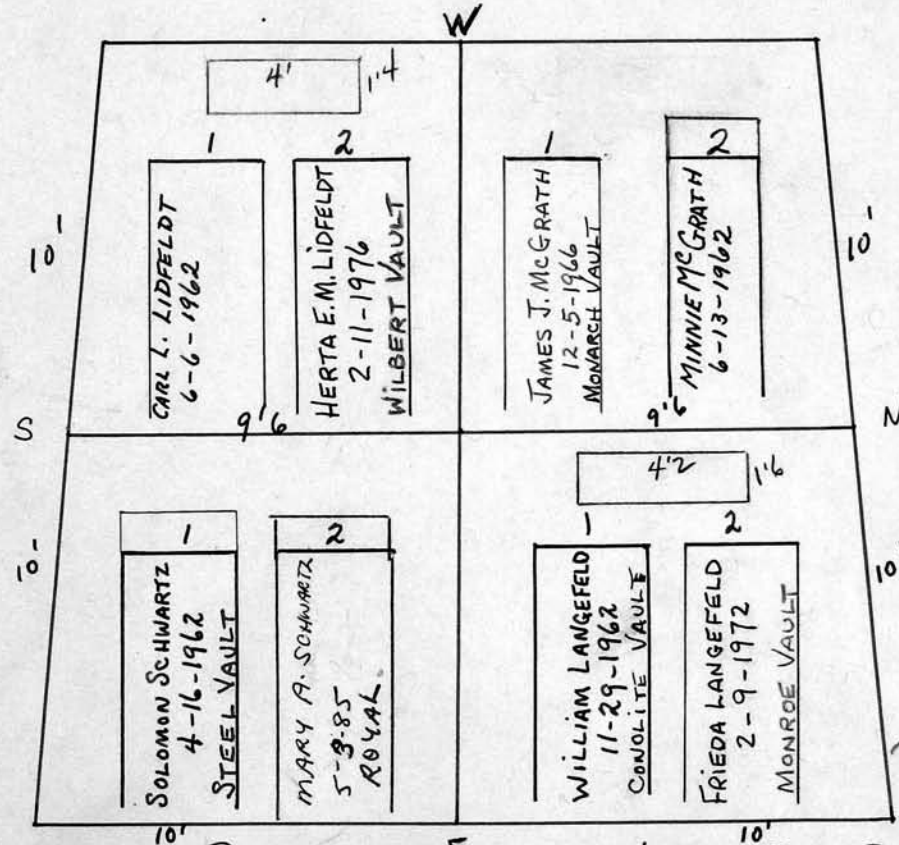 W
4'
1'4
1
2
1
2
CARL L. LIDFELDT
6-6-1962
HERTA E.M. LIDFELDT
2-11-1976
WILBERT VAULT
JAMES J. MCGRATH
12-5-1966
MONARCH VAULT
MINNIE MCGRATH
6-13-1962
10-
10-
S
9'6
9'6
N
4'2
1'6
1
2
1
2
10-
10
SOLOMON SCHWARTZ
4-16-1962
STEEL VAULT
MARY A. SCHWARTZ
5-3-85
ROYAL
WILLIAM LANGEFELD
11-29-1962
CONOLITE VAULT
FRIEDA LANGEFELD
2-9-1972
MONROE VAULT
10'
10'